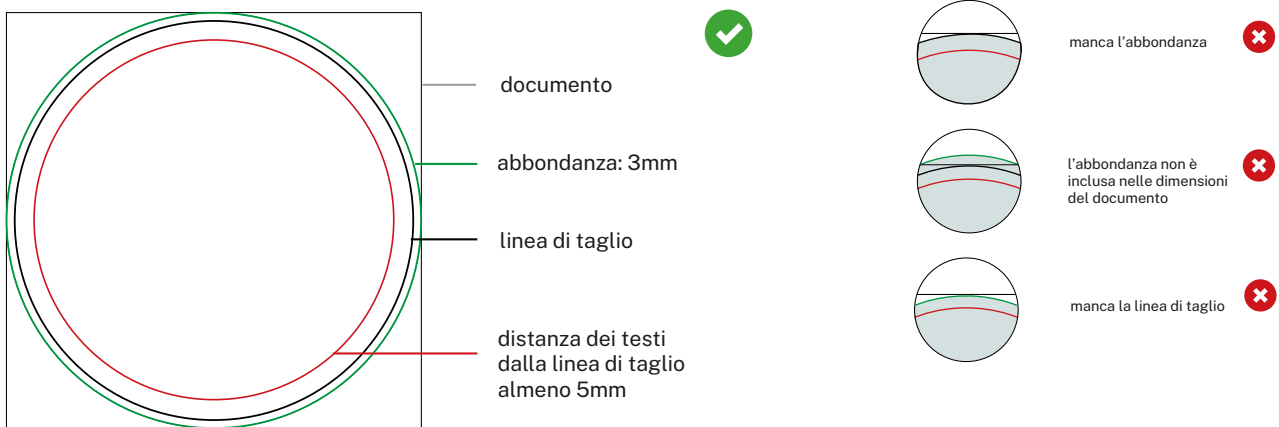 documento
abbondanza: 3mm
linea di taglio
distanza dei testi
dalla linea di taglio
almeno 5mm
manca l'abbondanza
l'abbondanza non è
inclusa nelle dimensioni
del documento
manca la linea di taglio